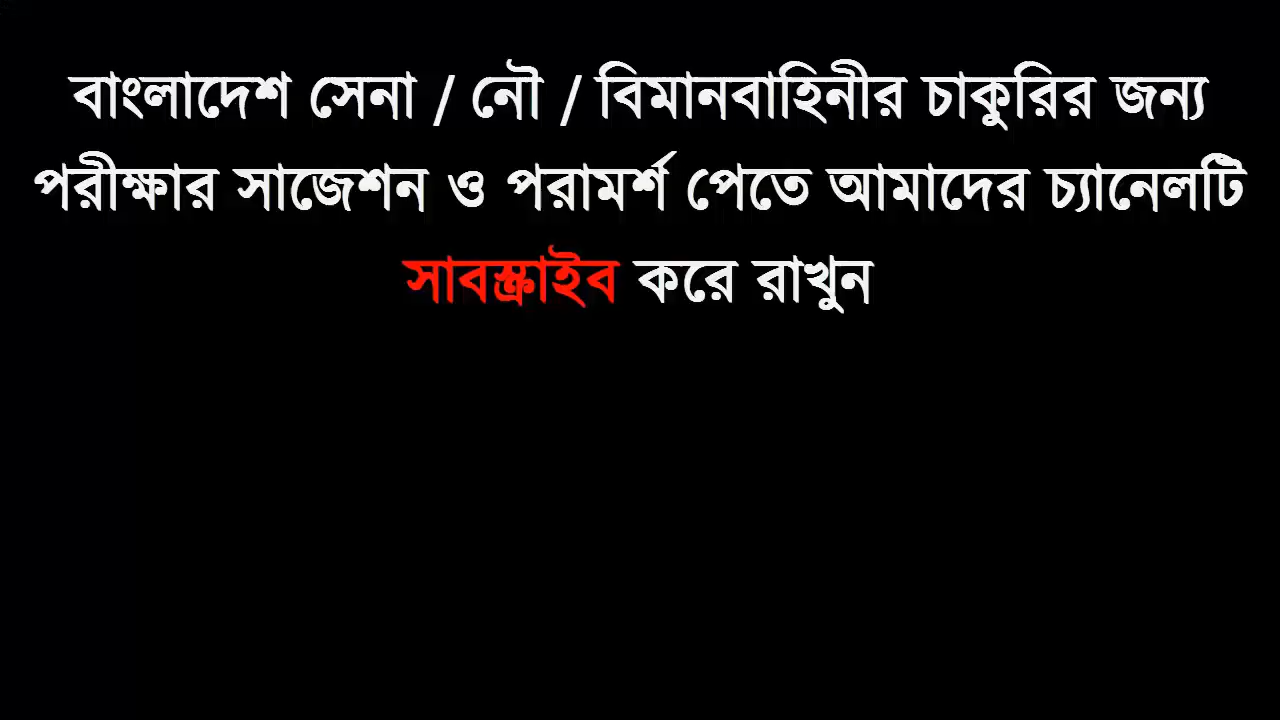 বাংলাদেশ সেনা / নৌ / বিমানবাহিনীর চাকুরির জন্য
পরীক্ষার সাজেশন ও পরামর্শ পেতে আমাদের চ্যানেলটি
সাবস্ক্রাইব করে রাখুন